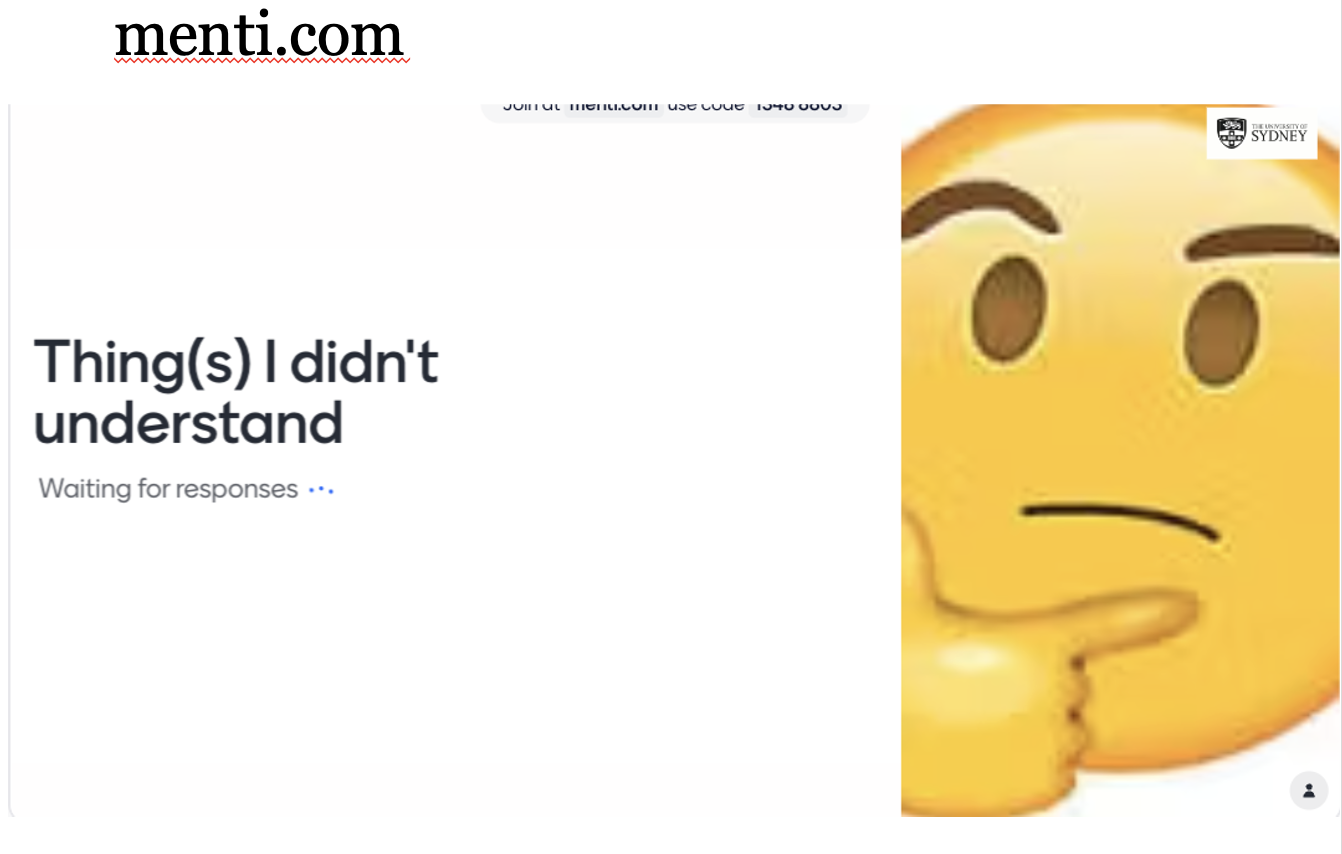 menti.com
Join at menti.com use code 1348 8803
THE UNIVERSITY OF
SYDNEY
Thing(s) I didn't
understand
Waiting for responses